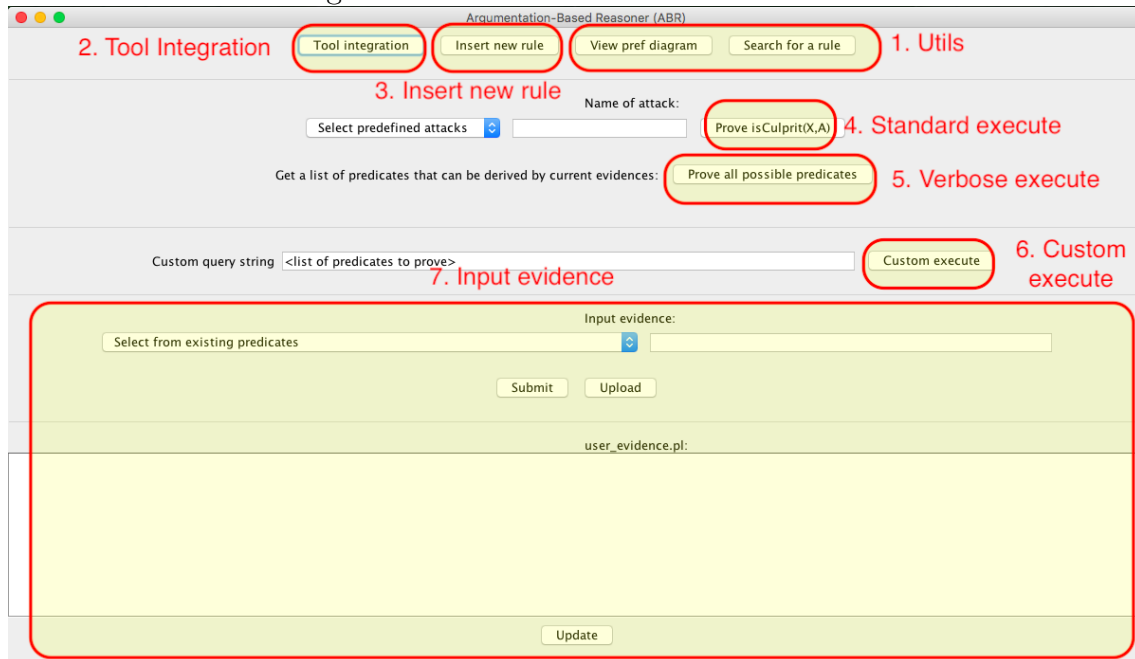 Argumentation-Based Reasoner (ABR)
2. Tool Integration Tool integration Insert new rule View pref diagram Search for a rule 1. Utils
3. Insert new rule
Name of attack:
Select predefined attacks Prove isCulprit(X,A) 4. Standard execute
Get a list of predicates that can be derived by current evidences: Prove all possible predicates 5. Verbose execute
Custom query string <list of predicates to prove> Custom execute 6. Custom execute
7. Input evidence
Input evidence:
Select from existing predicates
Submit Upload
user_evidence.pl:
Update